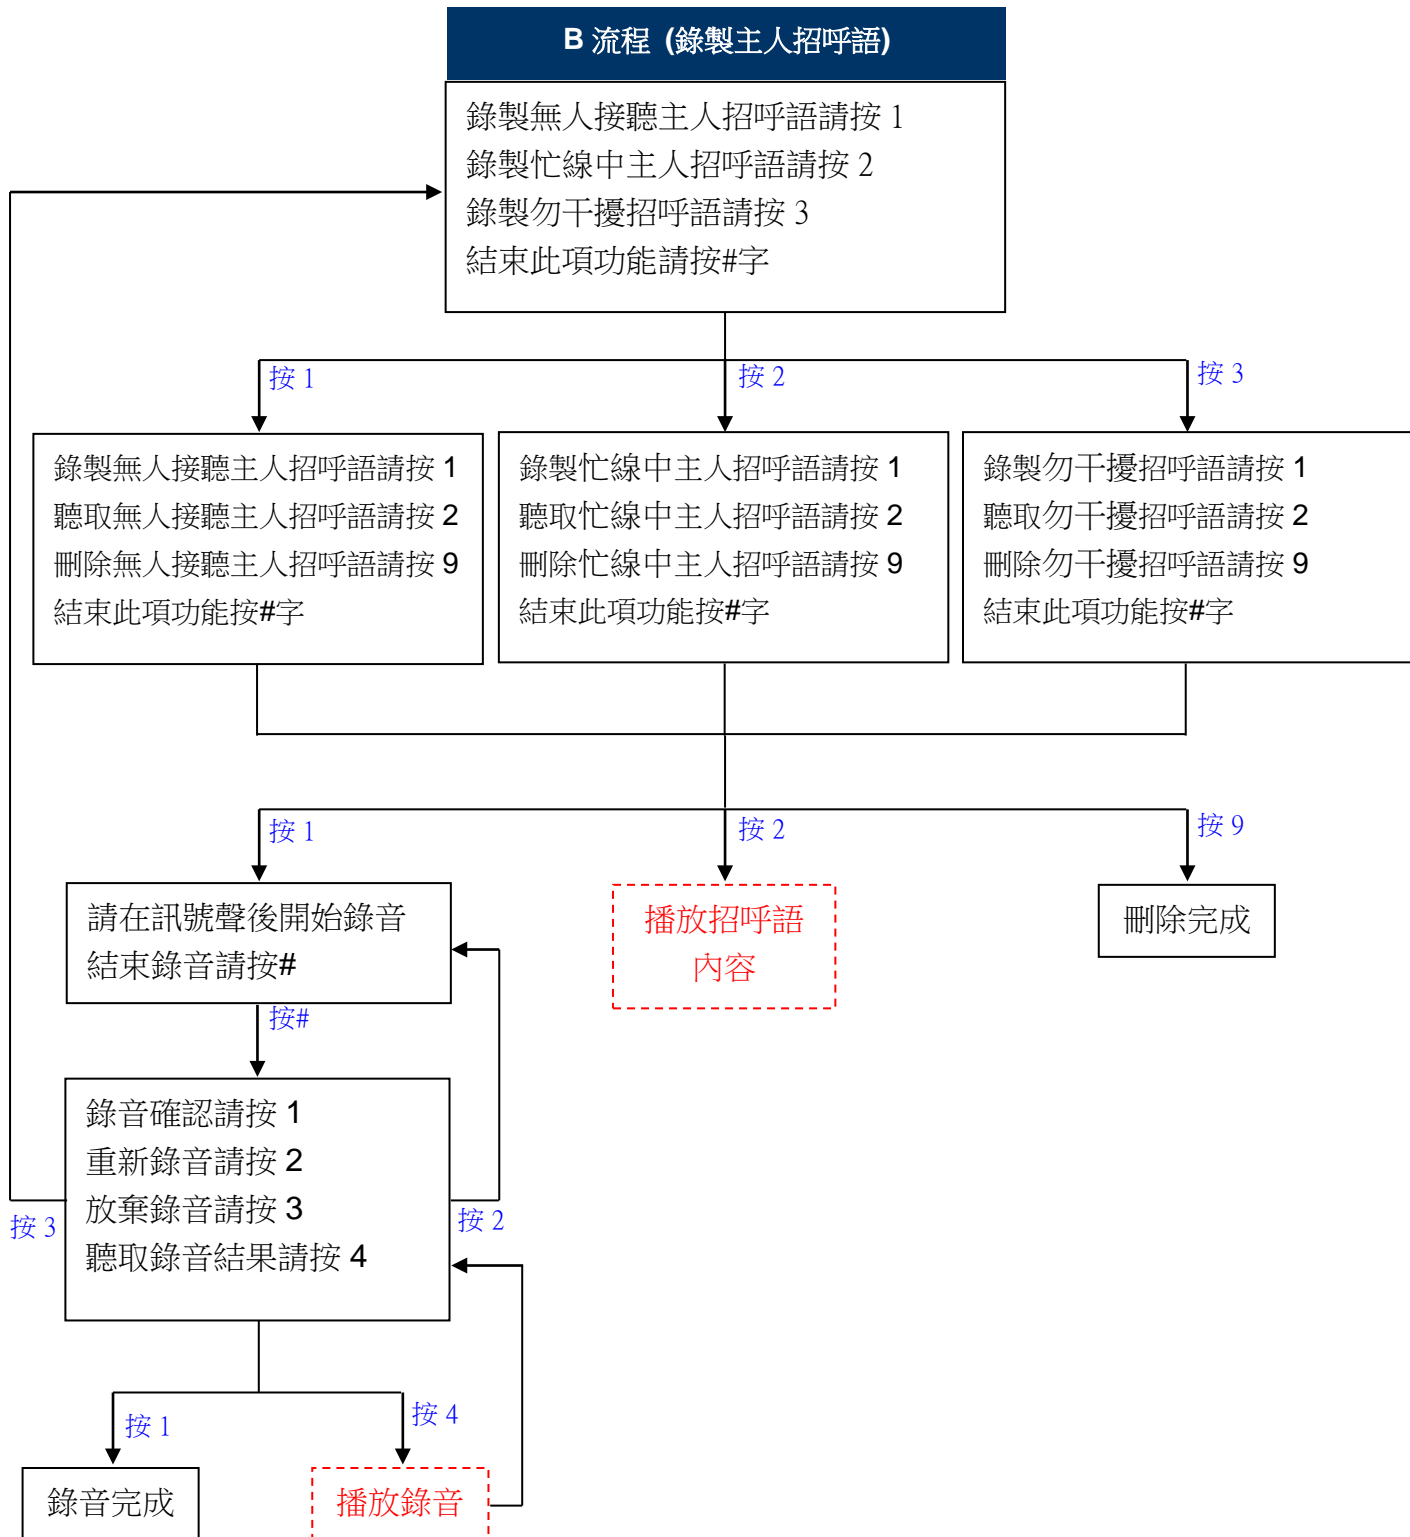 B 流程 (錄製主人招呼語)
錄製無人接聽主人招呼語請按 1
錄製忙線中主人招呼語請按 2
錄製勿干擾招呼語請按 3
結束此項功能請按#字
按 1
按 2
按 3
錄製無人接聽主人招呼語請按 1
聽取無人接聽主人招呼語請按 2
刪除無人接聽主人招呼語請按 9
結束此項功能按#字
錄製忙線中主人招呼語請按 1
聽取忙線中主人招呼語請按 2
刪除忙線中主人招呼語請按 9
結束此項功能按#字
錄製勿干擾招呼語請按 1
聽取勿干擾招呼語請按 2
刪除勿干擾招呼語請按 9
結束此項功能按#字
按 1
按 2
按 9
請在訊號聲後開始錄音
結束錄音請按#
播放招呼語
內容
刪除完成
按#
錄音確認請按 1
重新錄音請按 2
放棄錄音請按 3
聽取錄音結果請按 4
按 3
按 2
按 1
按 4
錄音完成
播放錄音